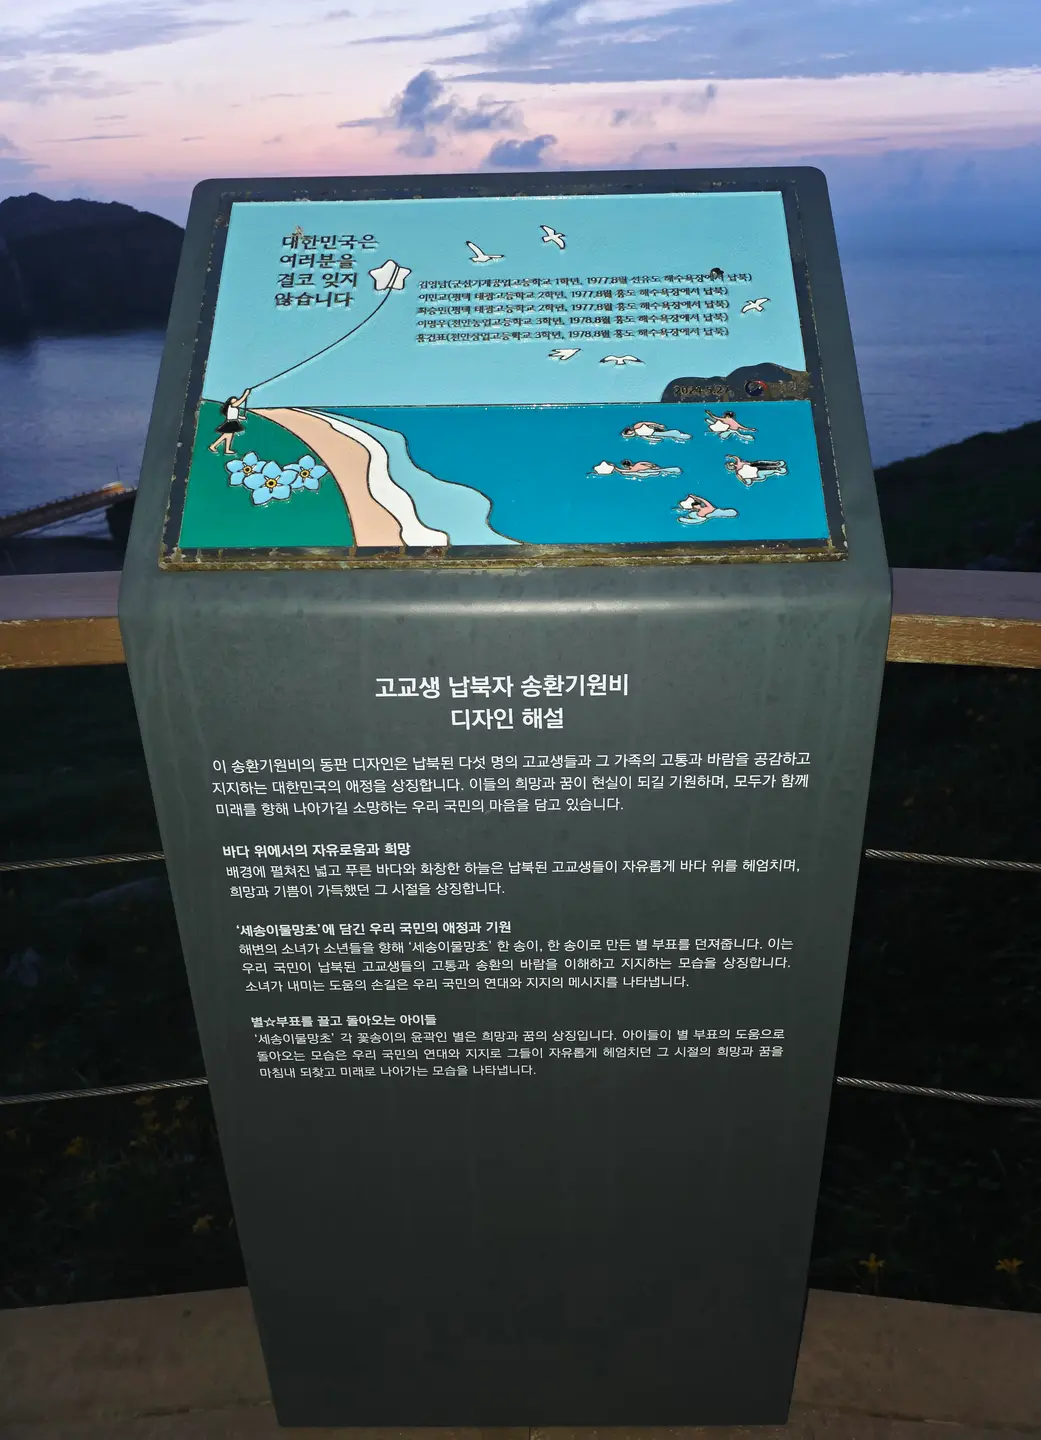 대한민국은
여러분을
결코 잊지
않습니다
김영남(군산기계공업고등학교 1학년, 1977.8월 선유도 해수욕장에서 납북)
이민교(평택 태광고등학교 2학년, 1977.8월 홍도 해수욕장에서 납북)
최승민(평택 태광고등학교 2학년, 1977.8월 홍도 해수욕장에서 납북)
이명우(천안농업고등학교 3학년, 1978.8월 홍도 해수욕장에서 납북)
홍건표(천안상업고등학교 3학년, 1978.8월 홍도 해수욕장에서 납북)
고교생 납북자 송환기원비
디자인 해설
이 송환기원비의 동판 디자인은 납북된 다섯 명의 고교생들과 그 가족의 고통과 바람을 공감하고
지지하는 대한민국의 애정을 상징합니다. 이들의 희망과 꿈이 현실이 되길 기원하며, 모두가 함께
미래를 향해 나아가길 소망하는 우리 국민의 마음을 담고 있습니다.
바다 위에서의 자유로움과 희망
배경에 펼쳐진 넓고 푸른 바다와 화창한 하늘은 납북된 고교생들이 자유롭게 바다 위를 헤엄치며,
희망과 기쁨이 가득했던 그 시절을 상징합니다.
‘세송이물망초’에 담긴 우리 국민의 애정과 기원
해변의 소녀가 소년들을 향해 ‘세송이물망초’ 한 송이, 한 송이로 만든 별 부표를 던져줍니다. 이는
우리 국민이 납북된 고교생들의 고통과 송환의 바람을 이해하고 지지하는 모습을 상징합니다.
소녀가 내미는 도움의 손길은 우리 국민의 연대와 지지의 메시지를 나타냅니다.
별☆부표를 끌고 돌아오는 아이들
‘세송이물망초’ 각 꽃송이의 윤곽인 별은 희망과 꿈의 상징입니다. 아이들이 별 부표의 도움으로
돌아오는 모습은 우리 국민의 연대와 지지로 그들이 자유롭게 헤엄치던 그 시절의 희망과 꿈을
마침내 되찾고 미래로 나아가는 모습을 나타냅니다.